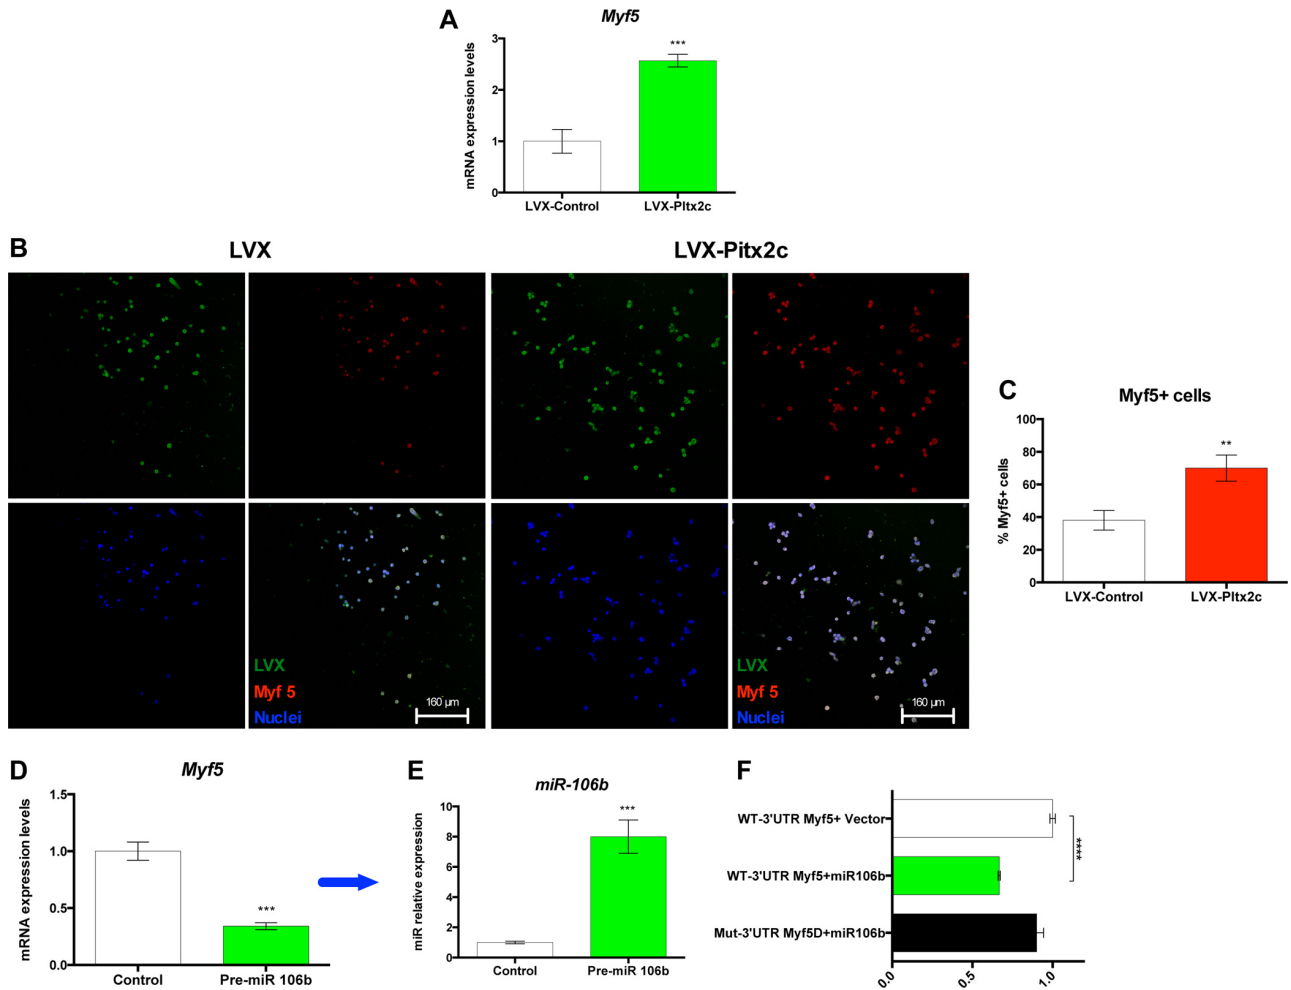 A
Myf5
***
mRNA expression levels
3
2
1
0
LVX-Control
LVX-PItx2c
B
LVX
LVX-Pitx2c
LVX
Myf 5
Nuclei
160 µm
LVX
Myf 5
Nuclei
160 µm
C
Myf5+ cells
**
% Myf5+ cells
100
80
60
40
20
0
LVX-Control
LVX-PItx2c
D
Myf5
mRNA expression levels
1.5
1.0
0.5
0.0
***
Control
Pre-miR 106b
E
miR-106b
***
miR relative expression
10
8
6
4
2
0
Control
Pre-miR 106b
F
WT-3'UTR Myf5+ Vector
WT-3'UTR Myf5+miR106b
Mut-3'UTR Myf5D+miR106b
****
0.0
0.5
1.0